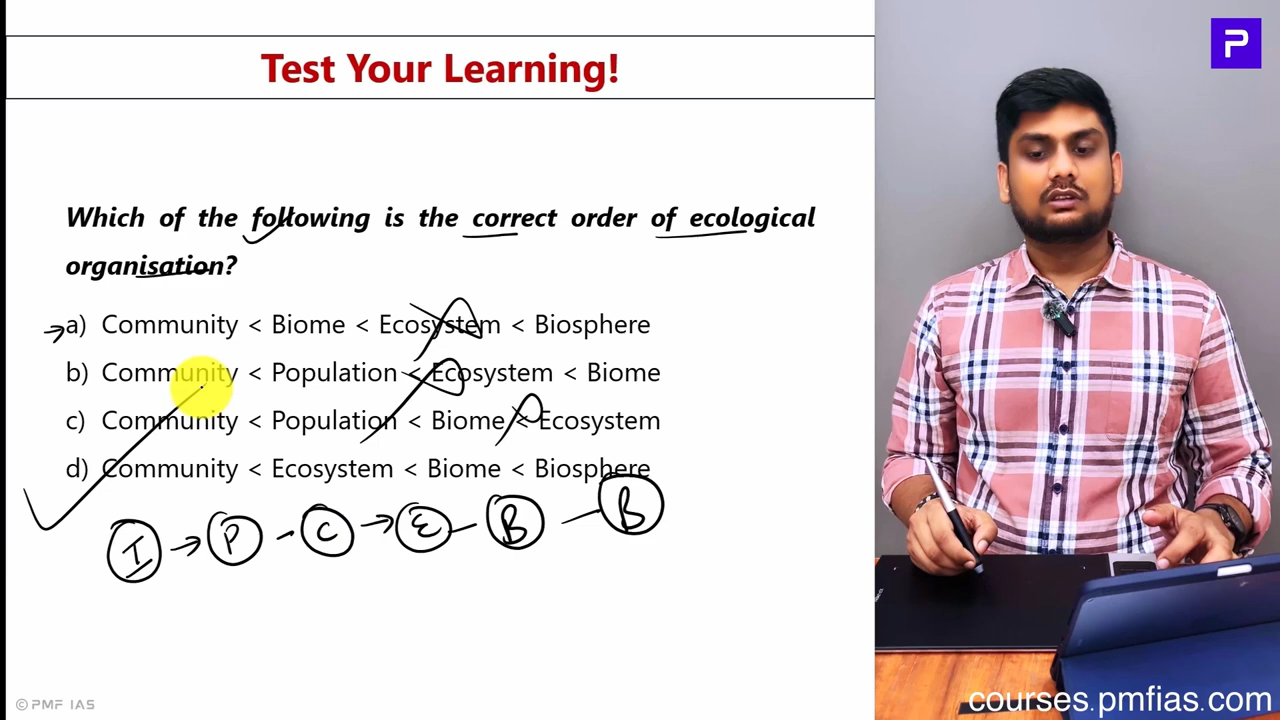 P
Test Your Learning!
Which of the following is the correct order of ecological
organisation?
a) Community < Biome < Ecosystem < Biosphere
b) Community < Population < Ecosystem < Biome
c) Community < Population < Biome < Ecosystem
d) Community < Ecosystem < Biome < Biosphere
I → P - C → E - B - B
© PMF IAS
courses.pmfias.com